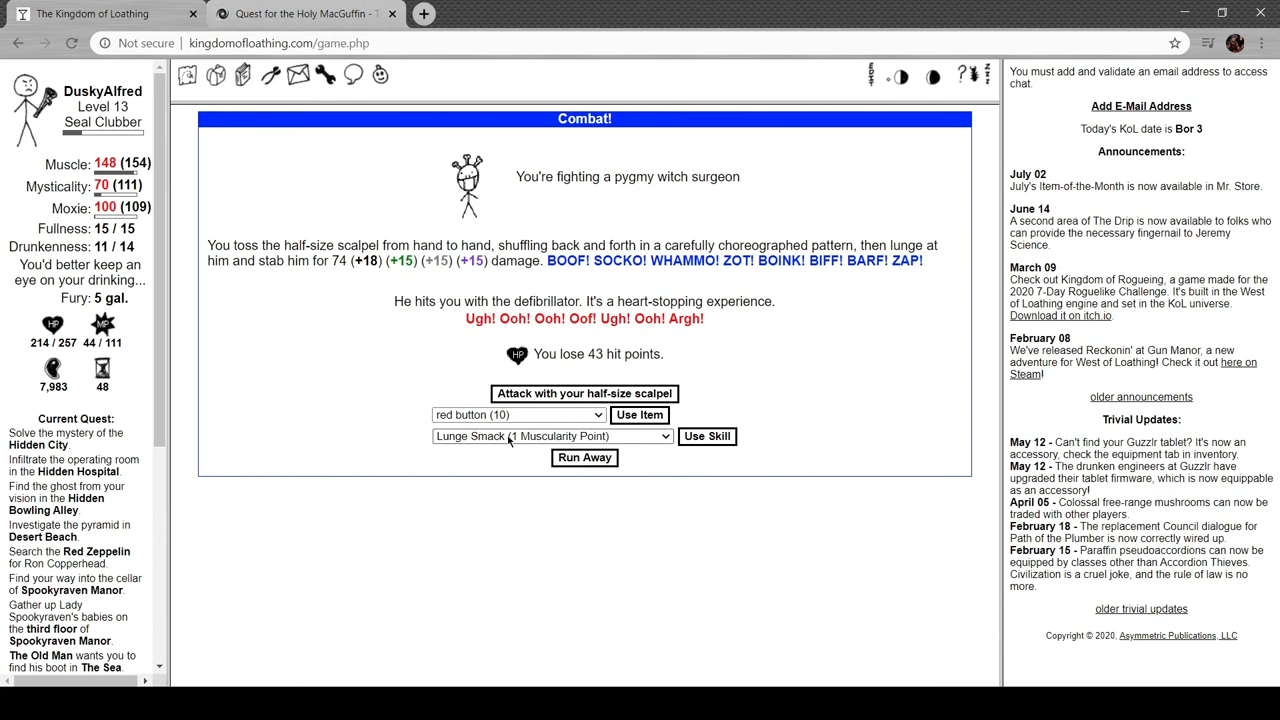 The Kingdom of Loathing
Quest for the Holy MacGuffin - T
Not secure | kingdomofloathing.com/game.php
DuskyAlfred
Level 13
Seal Clubber
Muscle: 148 (154)
Mysticality: 70 (111)
Moxie: 100 (109)
Fullness: 15 / 15
Drunkenness: 11 / 14
You'd better keep an
eye on your drinking...
Fury: 5 gal.
HP MP
214 / 257 44 / 111
7,983 48
Current Quest:
Solve the mystery of the
Hidden City.
Infiltrate the operating room
in the Hidden Hospital.
Find the ghost from your
vision in the Hidden
Bowling Alley.
Investigate the pyramid in
Desert Beach.
Search the Red Zeppelin
for Ron Copperhead.
Find your way into the cellar
of Spookyraven Manor.
Gather up Lady
Spookyraven's babies on
the third floor of
Spookyraven Manor.
The Old Man wants you to
find his boot in The Sea.
Combat!
You're fighting a pygmy witch surgeon
You toss the half-size scalpel from hand to hand, shuffling back and forth in a carefully choreographed pattern, then lunge at
him and stab him for 74 (+18) (+15) (+15) (+15) damage. BOOF! SOCKO! WHAMMO! ZOT! BOINK! BIFF! BARF! ZAP!
He hits you with the defibrillator. It's a heart-stopping experience.
Ugh! Ooh! Ooh! Oof! Ugh! Ooh! Argh!
HP You lose 43 hit points.
Attack with your half-size scalpel
red button (10) Use Item
Lunge Smack (1 Muscularity Point) Use Skill
Run Away
You must add and validate an email address to access
chat.
Add E-Mail Address
Today's KoL date is Bor 3
Announcements:
July 02
July's Item-of-the-Month is now available in Mr. Store.
June 14
A second area of The Drip is now available to folks who
can provide the necessary fingernail to Jeremy
Science.
March 09
Check out Kingdom of Rogueing, a game made for the
2020 7-Day Roguelike Challenge. It's built in the West
of Loathing engine and set in the KoL universe.
Download it on itch.io.
February 08
We've released Reckonin' at Gun Manor, a new
adventure for West of Loathing! Check it out here on
Steam!
older announcements
Trivial Updates:
May 12 - Can't find your Guzzlr tablet? It's now an
accessory, check the equipment tab in inventory.
May 12 - The drunken engineers at Guzzlr have
upgraded their tablet firmware, which is now equippable
as an accessory!
April 05 - Colossal free-range mushrooms can now be
traded with other players.
February 18 - The replacement Council dialogue for
Path of the Plumber is now correctly wired up.
February 15 - Paraffin pseudoaccordions can now be
equipped by classes other than Accordion Thieves.
Civilization is a cruel joke, and the rule of law is no
more.
older trivial updates
Copyright © 2020, Asymmetric Publications, LLC